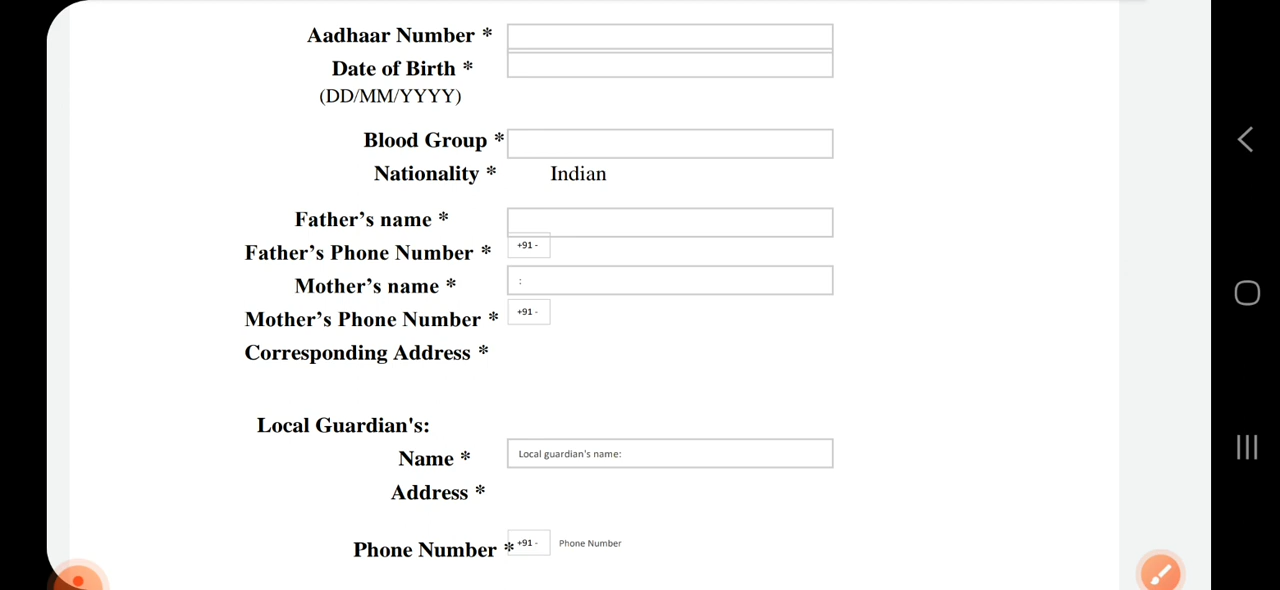 Aadhaar Number *
Date of Birth *
(DD/MM/YYYY)
Blood Group *
Nationality * Indian
Father’s name *
Father’s Phone Number * +91 -
Mother’s name * :
Mother’s Phone Number * +91 -
Corresponding Address *
Local Guardian's:
Name * Local guardian's name:
Address *
Phone Number * +91 - Phone Number